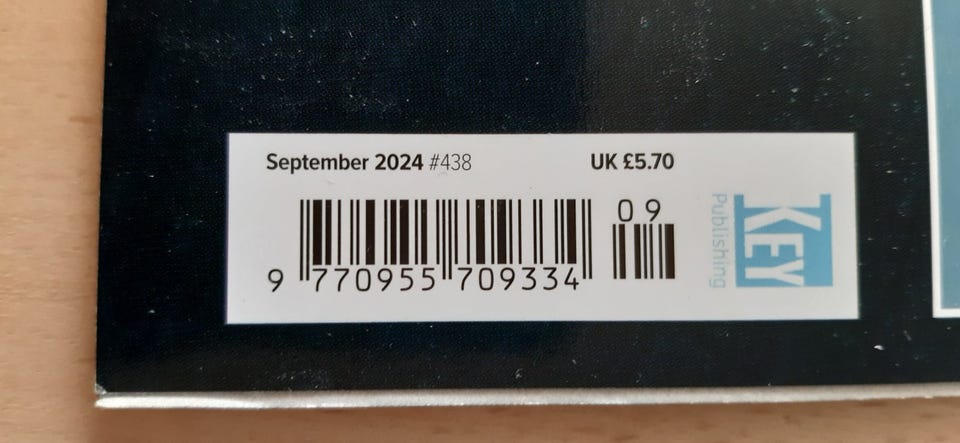 September 2024 #438 UK £5.70
09
9 770955 709334
KEY
Publishing